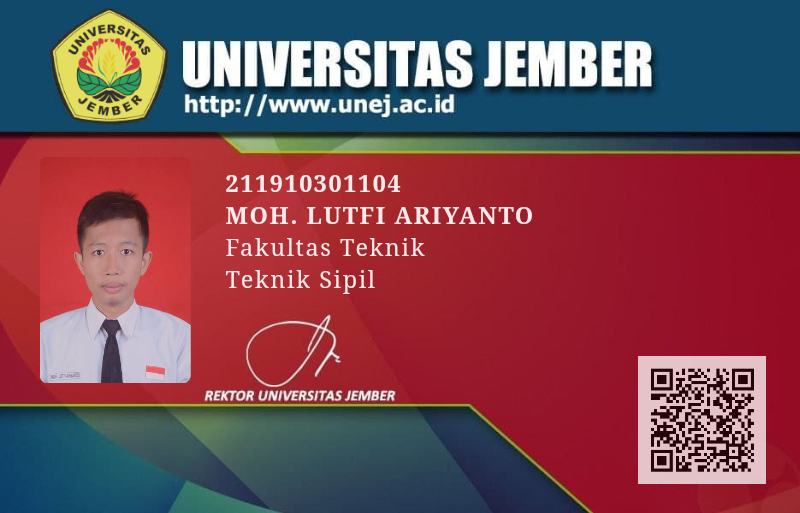 UNIVERSITAS
JEMBER
UNIVERSITAS JEMBER
http://www.unej.ac.id
211910301104
MOH. LUTFI ARIYANTO
Fakultas Teknik
Teknik Sipil
REKTOR UNIVERSITAS JEMBER